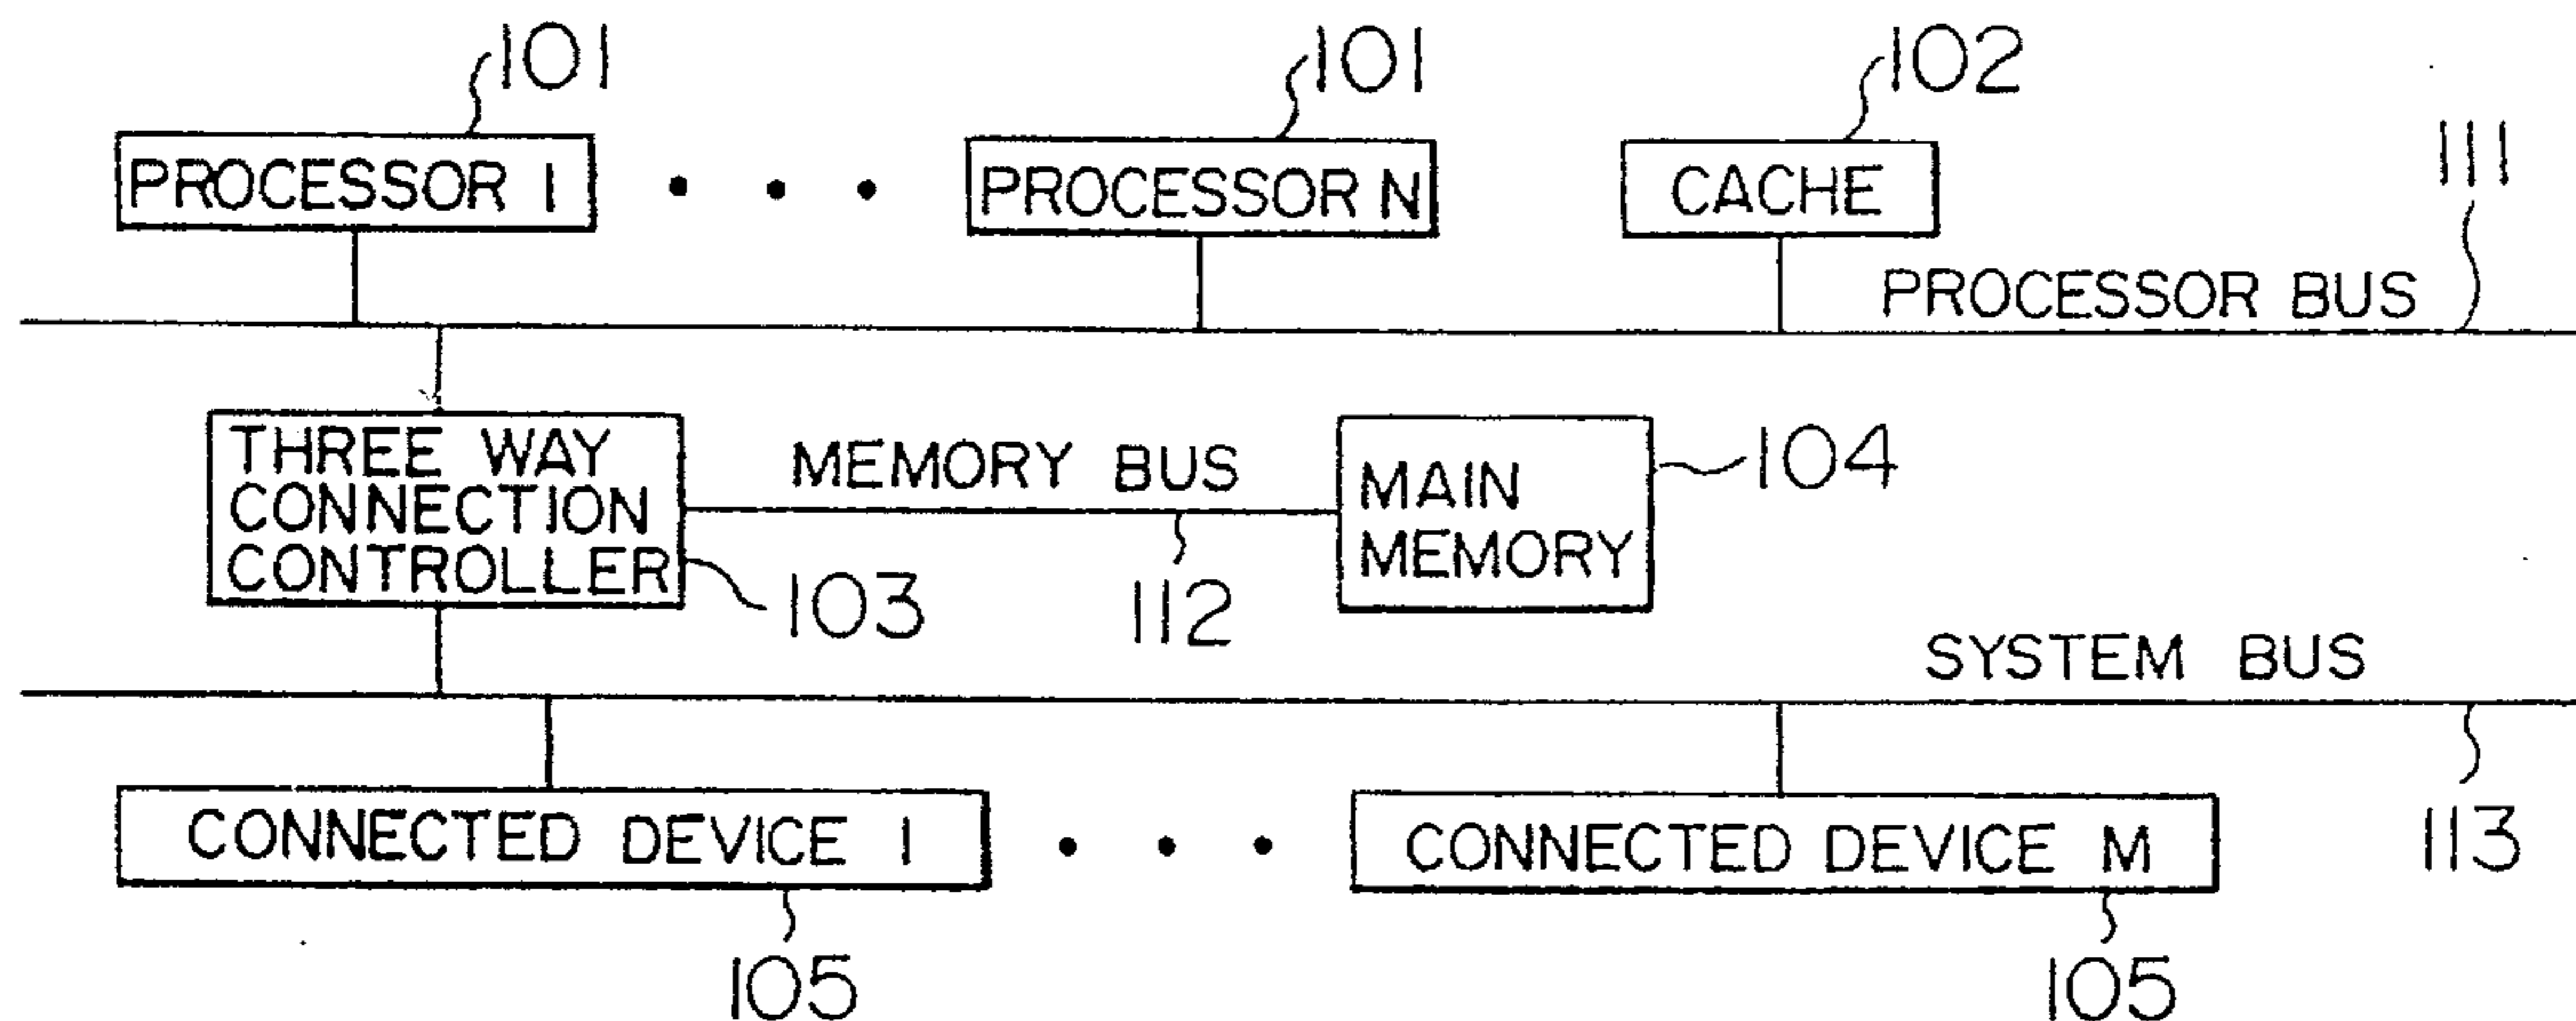 101
101
102
PROCESSOR 1
PROCESSOR N
CACHE
111
PROCESSOR BUS
THREE WAY
CONNECTION
CONTROLLER
MEMORY BUS
MAIN
MEMORY
104
103
112
SYSTEM BUS
CONNECTED DEVICE 1
CONNECTED DEVICE M
113
105
105